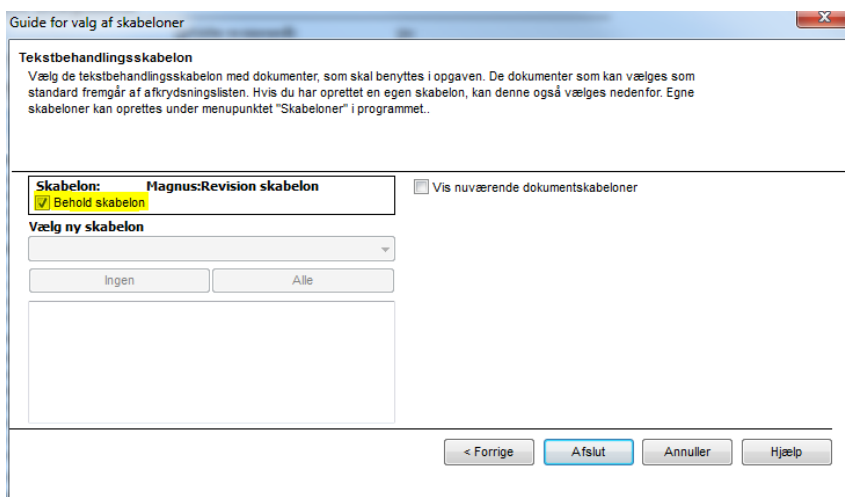 Guide for valg af skabeloner
x
Tekstbehandlingsskabelon
Vælg de tekstbehandlingsskabelon med dokumenter, som skal benyttes i opgaven. De dokumenter som kan vælges som
standard fremgår af afkrydsningslisten. Hvis du har oprettet en egen skabelon, kan denne også vælges nedenfor. Egne
skabeloner kan oprettes under menupunktet "Skabeloner" i programmet..
Skabelon: Magnus:Revision skabelon
Behold skabelon
Vis nuværende dokumentskabeloner
Vælg ny skabelon
Ingen Alle
< Forrige Afslut Annuller Hjælp